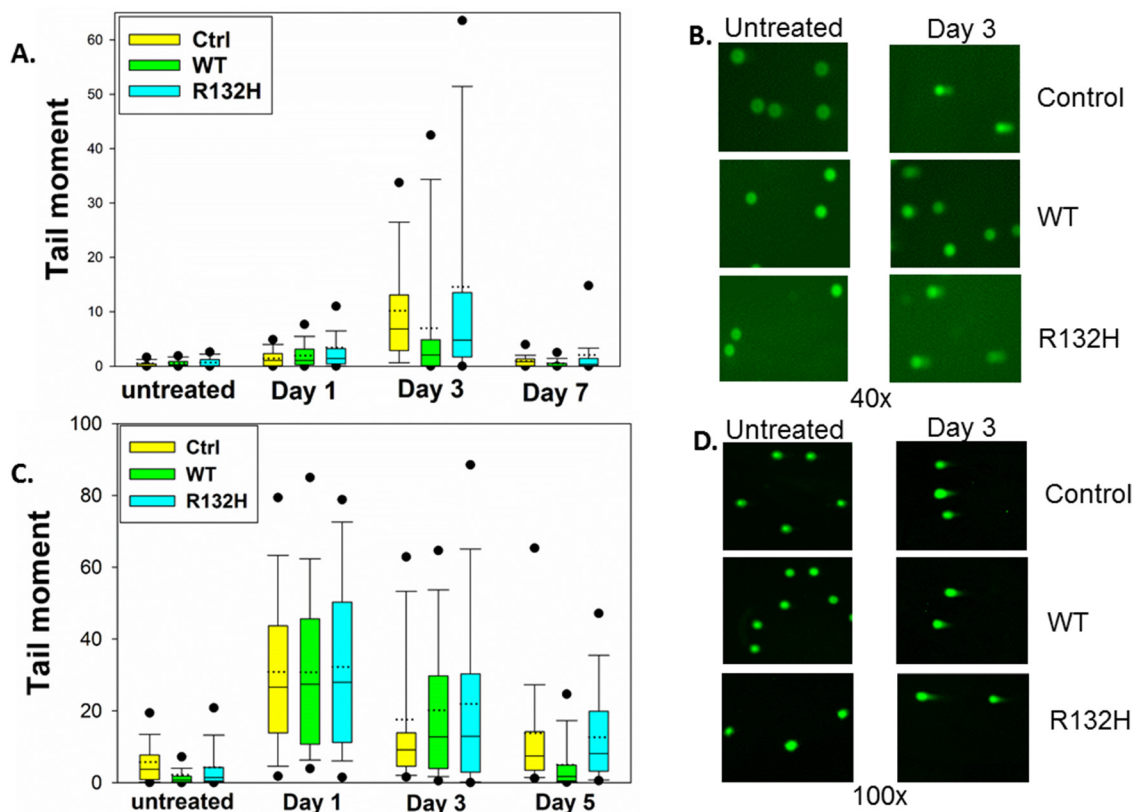 A.
Tail moment
60
50
40
30
20
10
0
Ctrl
WT
R132H
untreated Day 1 Day 3 Day 7
B.
Untreated Day 3
Control
WT
R132H
40x
C.
Tail moment
100
80
60
40
20
0
Ctrl
WT
R132H
untreated Day 1 Day 3 Day 5
D.
Untreated Day 3
Control
WT
R132H
100x